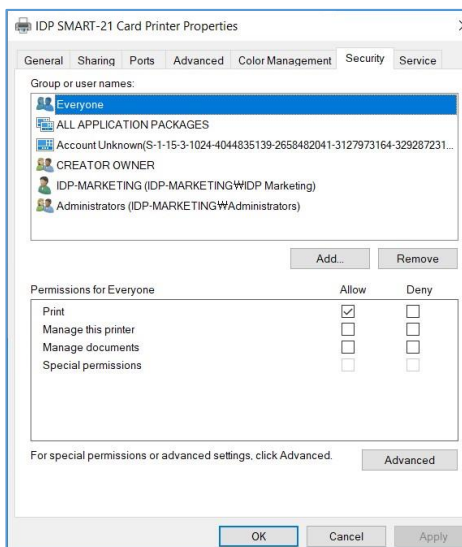 IDP SMART-21 Card Printer Properties
General Sharing Ports Advanced Color Management Security Service
Group or user names:
Everyone
ALL APPLICATION PACKAGES
Account Unknown(S-1-15-3-1024-4044835139-2658482041-3127973164-329287231...
CREATOR OWNER
IDP-MARKETING (IDP-MARKETING₩IDP Marketing)
Administrators (IDP-MARKETING₩Administrators)
Add... Remove
Permissions for Everyone Allow Deny
Print
Manage this printer
Manage documents
Special permissions
For special permissions or advanced settings, click Advanced. Advanced
OK Cancel Apply